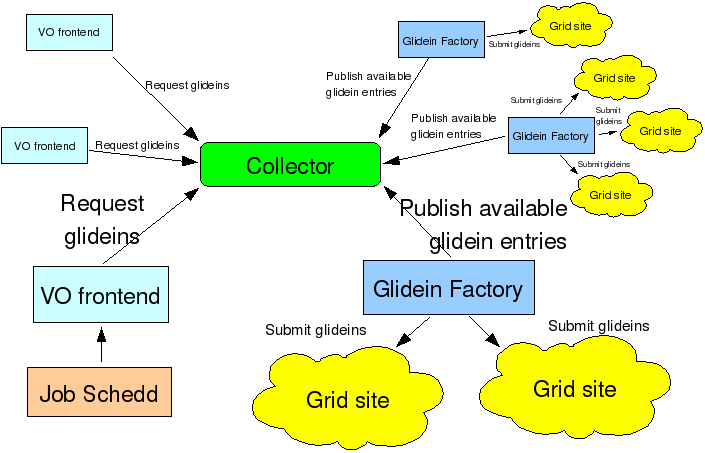 VO frontend
Glidein Factory
Grid site
Submit glideins
Request glideins
Publish available
glidein entries
Grid site
Submit glideins
VO frontend
Request glideins
Publish available
glidein entries
Glidein Factory
Submit
glideins
Grid site
Submit glideins
Grid site
Collector
Request
glideins
Publish available
glidein entries
VO frontend
Glidein Factory
Submit glideins
Submit glideins
Job Schedd
Grid site
Grid site